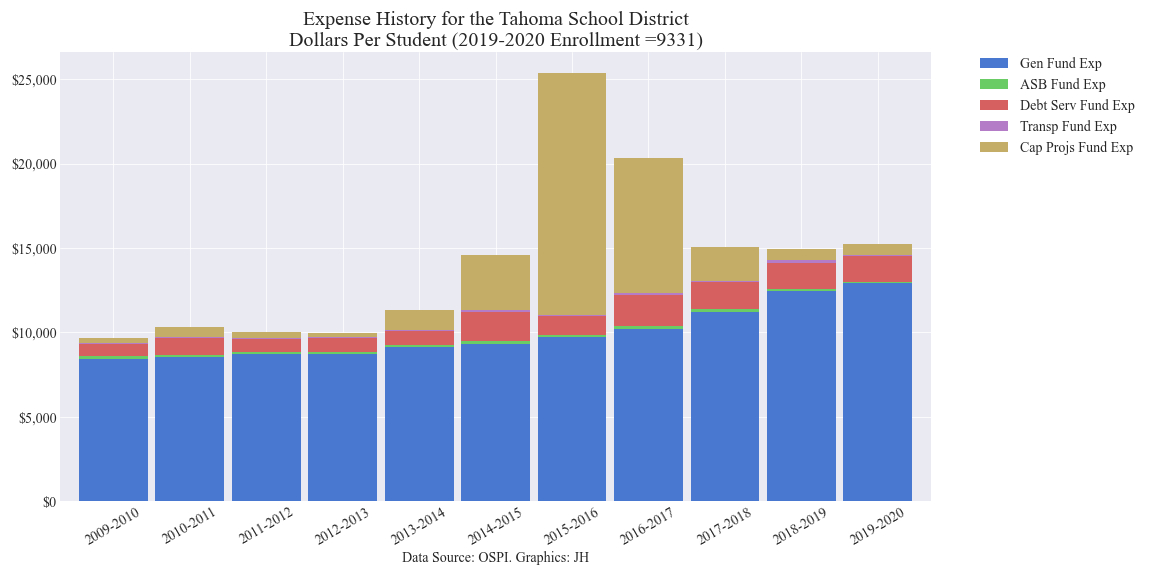 Expense History for the Tahoma School District
Dollars Per Student (2019-2020 Enrollment =9331)
$25,000
$20,000
$15,000
$10,000
$5,000
$0
2009-2010
2010-2011
2011-2012
2012-2013
2013-2014
2014-2015
2015-2016
2016-2017
2017-2018
2018-2019
2019-2020
Data Source: OSPI. Graphics: JH
Gen Fund Exp
ASB Fund Exp
Debt Serv Fund Exp
Transp Fund Exp
Cap Projs Fund Exp